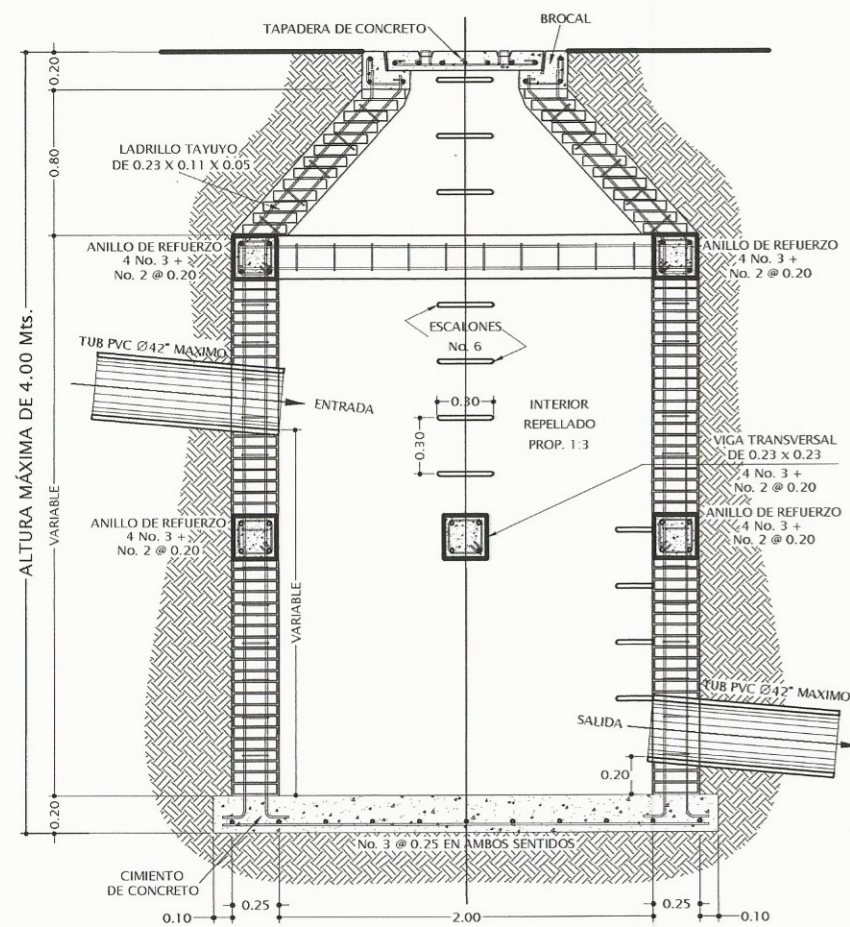 TAPADERA DE CONCRETO
BROCAL
0.20
LADRILLO TAYUYO
DE 0.23 X 0.11 X 0.05
0.80
ANILLO DE REFUERZO
4 No. 3 +
No. 2 @ 0.20
ANILLO DE REFUERZO
4 No. 3 +
No. 2 @ 0.20
ALTURA MÁXIMA DE 4.00 Mts.
VARIABLE
TUB PVC Ø42" MAXIMO
ENTRADA
ESCALONES
No. 6
0.30
0.30
INTERIOR
REPELLADO
PROP. 1:3
VIGA TRANSVERSAL
DE 0.23 x 0.23
4 No. 3 +
No. 2 @ 0.20
ANILLO DE REFUERZO
4 No. 3 +
No. 2 @ 0.20
ANILLO DE REFUERZO
4 No. 3 +
No. 2 @ 0.20
VARIABLE
TUB PVC Ø42" MAXIMO
SALIDA
0.20
0.20
No. 3 @ 0.25 EN AMBOS SENTIDOS
CIMIENTO
DE CONCRETO
0.10
0.25
2.00
0.25
0.10